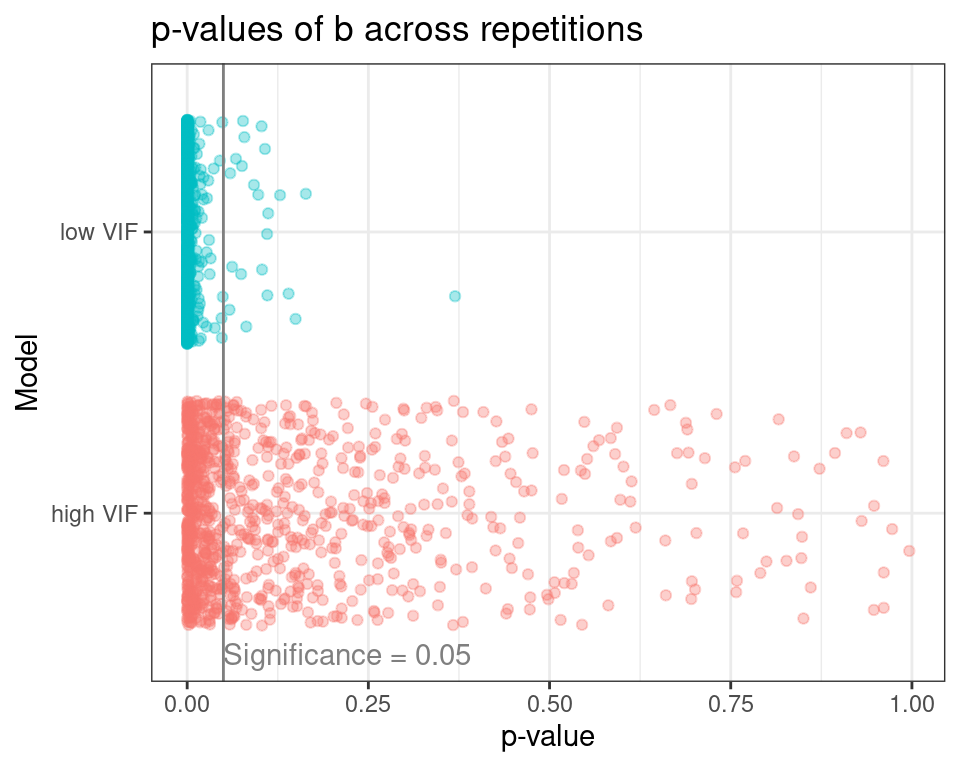 p-values of b across repetitions
low VIF
Model
high VIF
Significance = 0.05
0.00 0.25 0.50 0.75 1.00
p-value